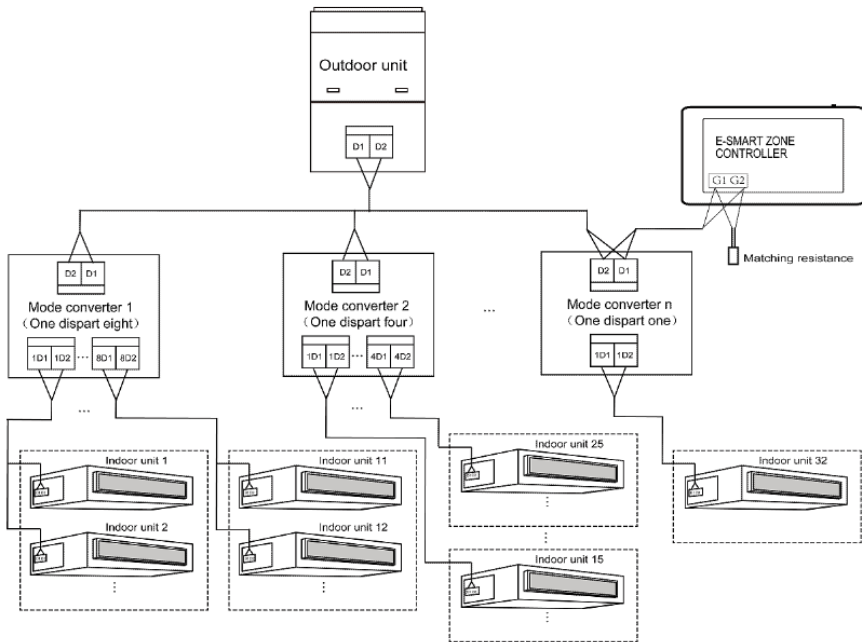 Outdoor unit
D1 D2
E-SMART ZONE
CONTROLLER
G1 G2
Matching resistance
D2 D1
Mode converter 1
(One dispart eight)
1D1 1D2 ... 8D1 8D2
...
D2 D1
Mode converter 2
(One dispart four)
1D1 1D2 ... 4D1 4D2
...
...
D2 D1
Mode converter n
(One dispart one)
1D1 1D2
Indoor unit 1
Indoor unit 2
Indoor unit 11
Indoor unit 12
Indoor unit 25
Indoor unit 15
Indoor unit 32